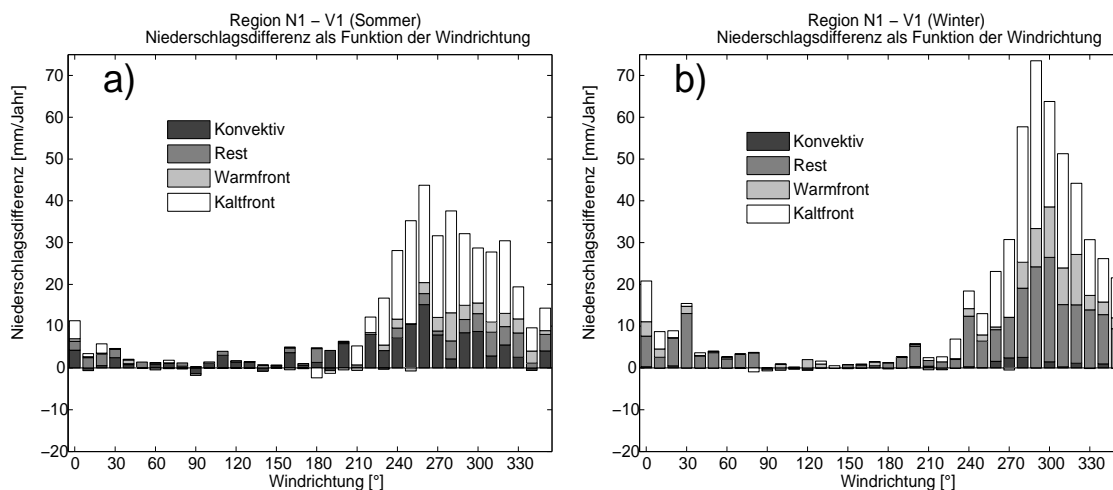 Region N1 − V1 (Sommer)
Niederschlagsdifferenz als Funktion der Windrichtung
a)
Niederschlagsdifferenz [mm/Jahr]
70
60
50
40
30
20
10
0
−10
−20
Konvektiv
Rest
Warmfront
Kaltfront
0 30 60 90 120 150 180 210 240 270 300 330
Windrichtung [°]
Region N1 − V1 (Winter)
Niederschlagsdifferenz als Funktion der Windrichtung
b)
Niederschlagsdifferenz [mm/Jahr]
70
60
50
40
30
20
10
0
−10
−20
Konvektiv
Rest
Warmfront
Kaltfront
0 30 60 90 120 150 180 210 240 270 300 330
Windrichtung [°]